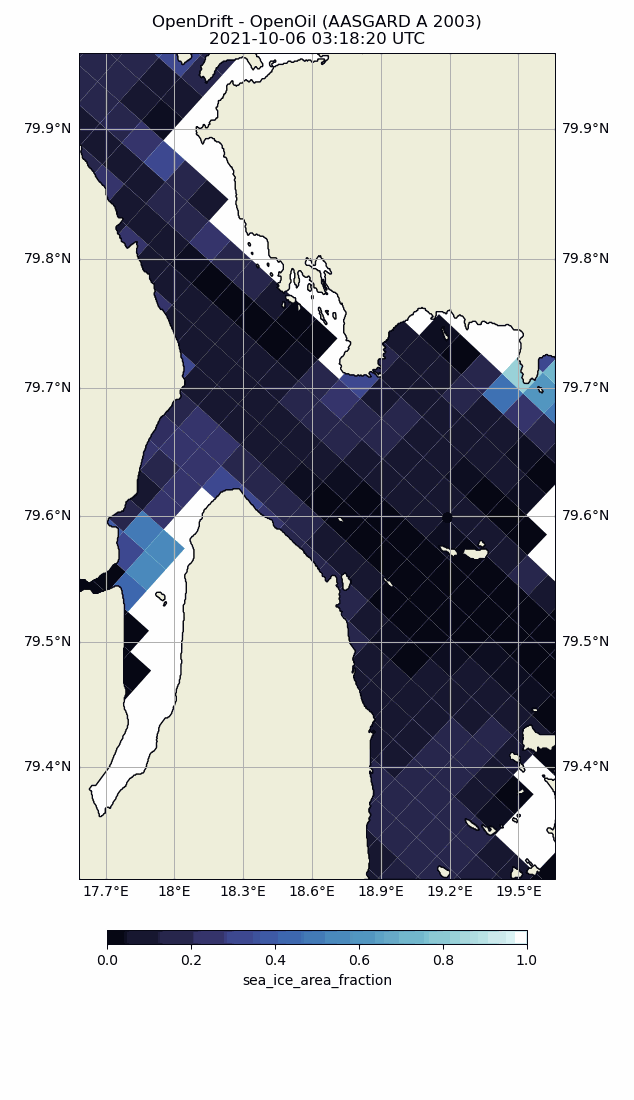 OpenDrift - OpenOil (AASGARD A 2003)
2021-10-06 03:18:20 UTC
79.9°N 79.9°N
79.8°N 79.8°N
79.7°N 79.7°N
79.6°N 79.6°N
79.5°N 79.5°N
79.4°N 79.4°N
17.7°E 18°E 18.3°E 18.6°E 18.9°E 19.2°E 19.5°E
0.0 0.2 0.4 0.6 0.8 1.0
sea_ice_area_fraction